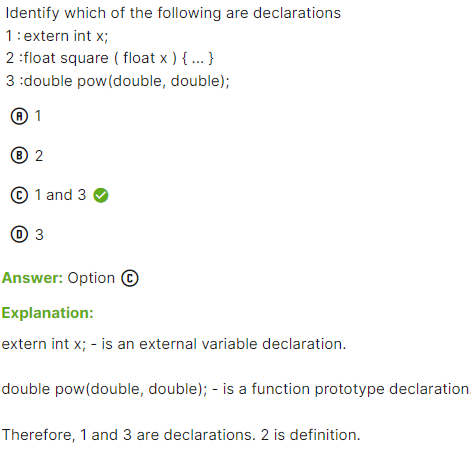 Identify which of the following are declarations
1 : extern int x;
2 :float square ( float x ) { ... }
3 :double pow(double, double);
A 1
B 2
C 1 and 3
D 3
Answer: Option C
Explanation:
extern int x; - is an external variable declaration.
double pow(double, double); - is a function prototype declaration
Therefore, 1 and 3 are declarations. 2 is definition.